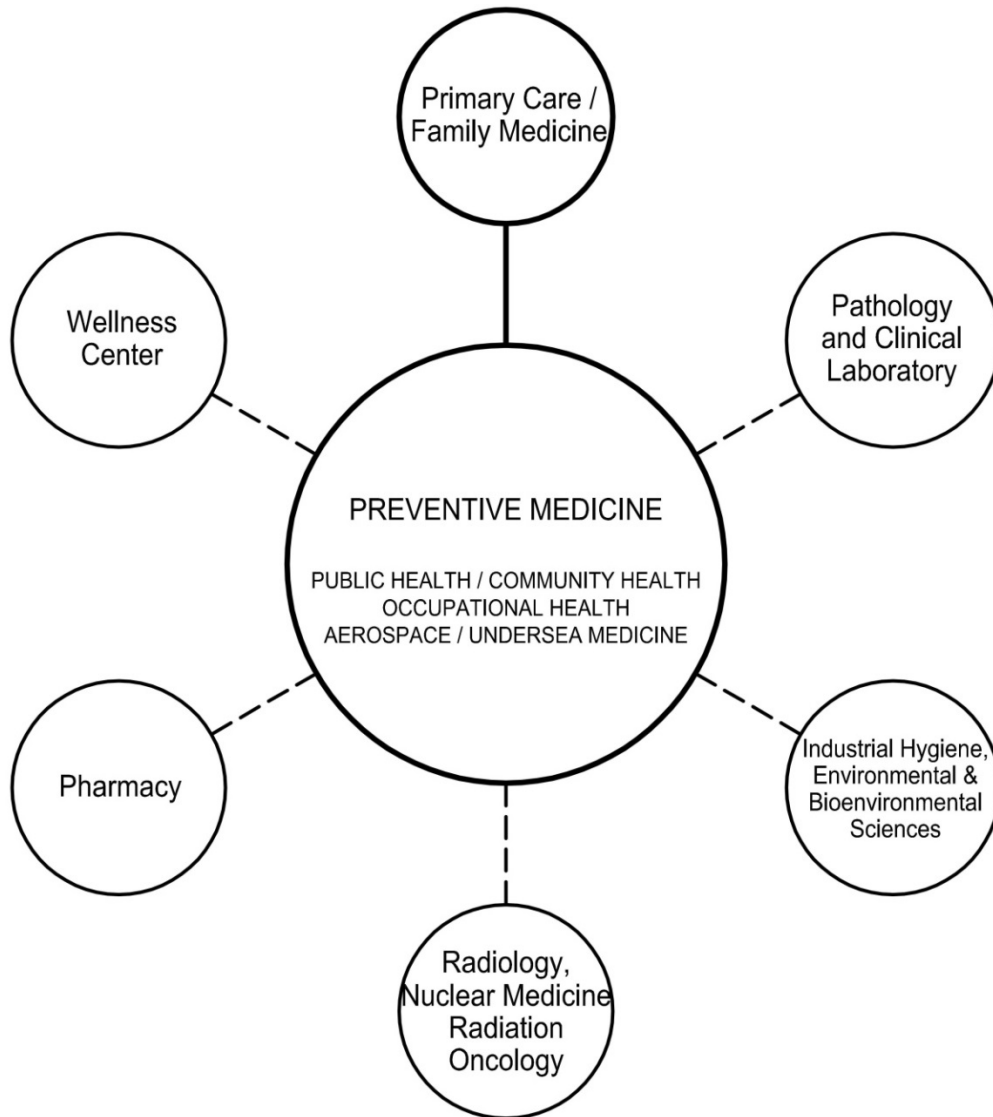 Primary Care /
Family Medicine
Wellness
Center
Pathology
and Clinical
Laboratory
PREVENTIVE MEDICINE
PUBLIC HEALTH / COMMUNITY HEALTH
OCCUPATIONAL HEALTH
AEROSPACE / UNDERSEA MEDICINE
Pharmacy
Industrial Hygiene,
Environmental &
Bioenvironmental
Sciences
Radiology,
Nuclear Medicine
Radiation
Oncology